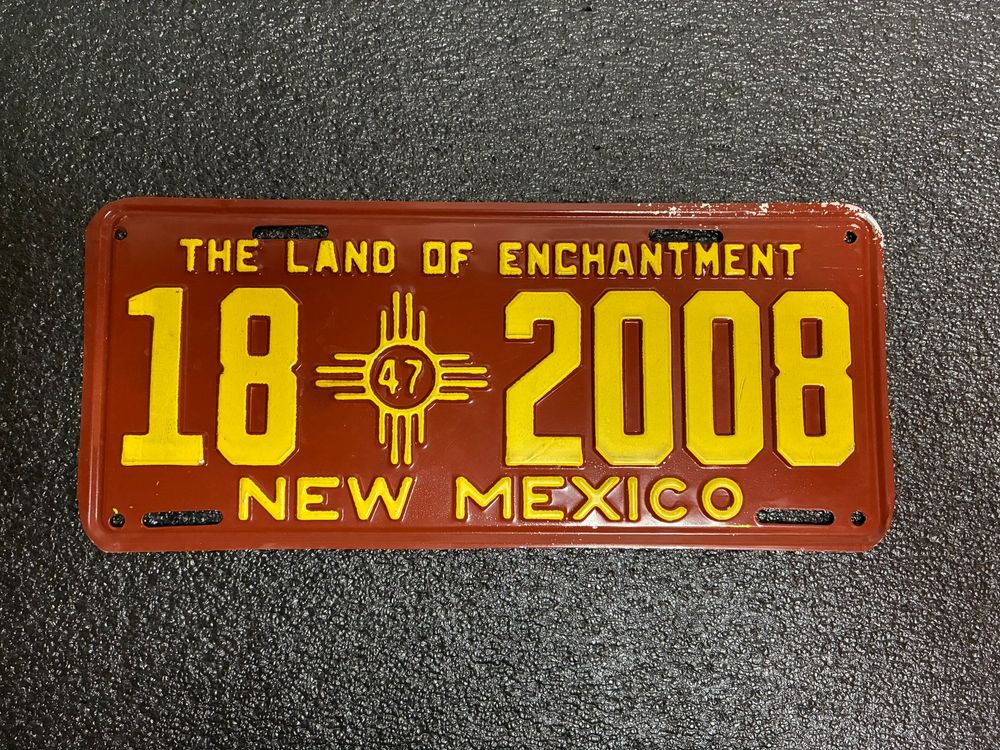 THE LAND OF ENCHANTMENT
18 47 2008
NEW MEXICO